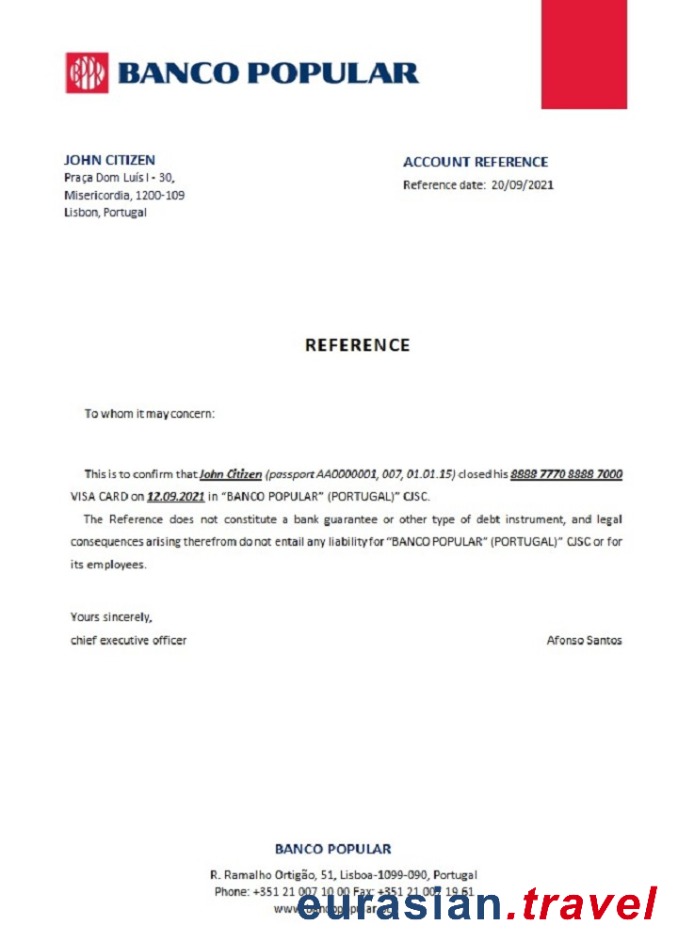 BANCO POPULAR
JOHN CITIZEN
Praça Dom Luís I - 30,
Misericordia, 1200-109
Lisbon, Portugal
ACCOUNT REFERENCE
Reference date: 20/09/2021
REFERENCE
To whom it may concern:
This is to confirm that John Citizen (passport AA0000001, 007, 01.01.15) closed his 8888 7770 8888 7000
VISA CARD on 12.09.2021 in “BANCO POPULAR” (PORTUGAL)” CJSC.
The Reference does not constitute a bank guarantee or other type of debt instrument, and legal
consequences arising therefrom do not entail any liability for “BANCO POPULAR” (PORTUGAL)” CJSC or for
its employees.
Yours sincerely,
chief executive officer Afonso Santos
BANCO POPULAR
R. Ramalho Ortigão, 51, Lisboa-1099-090, Portugal
Phone: +351 21 007 10 00 Fax: +351 21 007 19 61
eurasian.travel